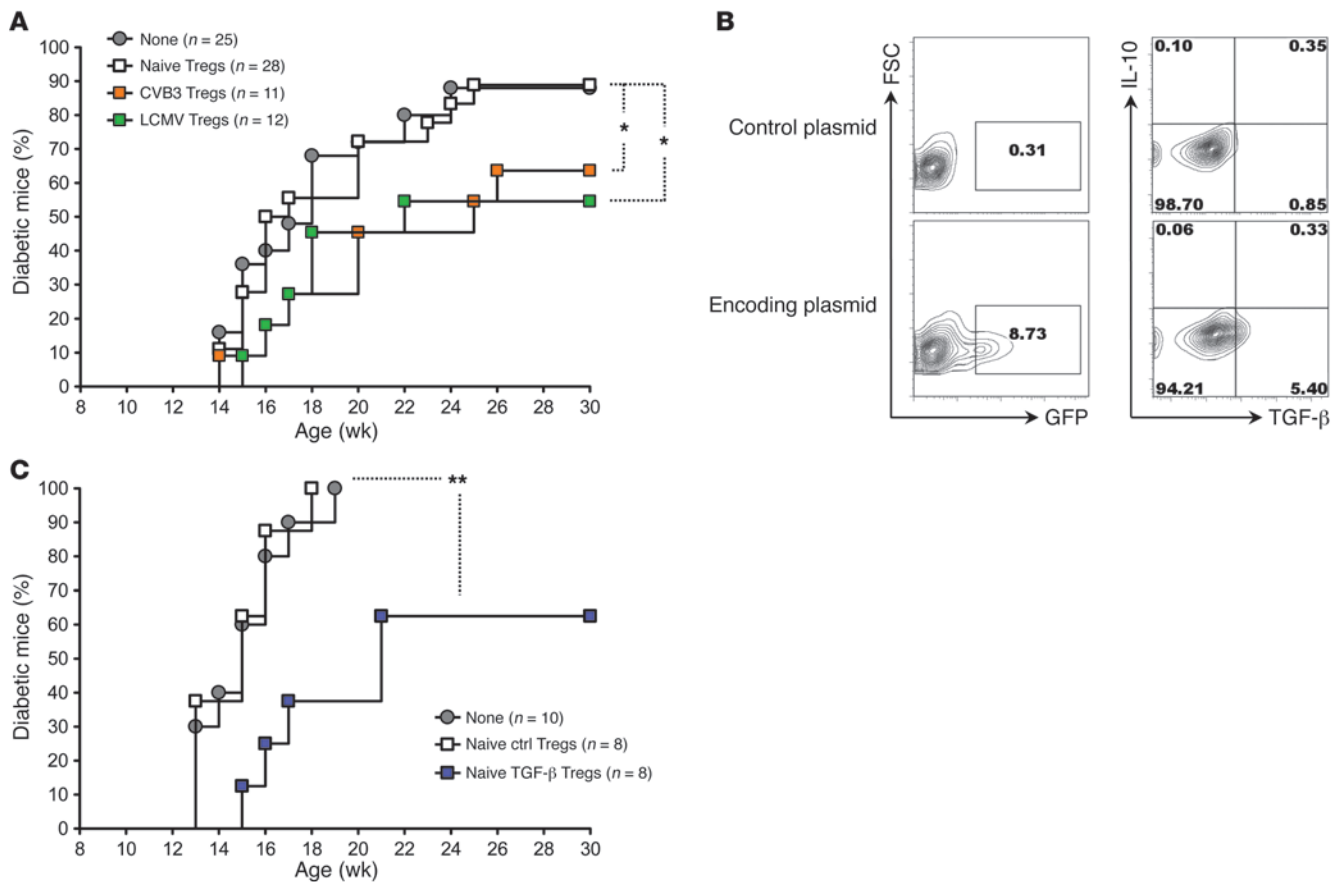 A
None (n = 25)
Naive Tregs (n = 28)
CVB3 Tregs (n = 11)
LCMV Tregs (n = 12)
Diabetic mice (%)
100
90
80
70
60
50
40
30
20
10
0
8 10 12 14 16 18 20 22 24 26 28 30
Age (wk)
*
*
B
FSC
IL-10
Control plasmid
0.31
0.10 0.35
98.70 0.85
Encoding plasmid
8.73
0.06 0.33
94.21 5.40
GFP
TGF-β
C
Diabetic mice (%)
100
90
80
70
60
50
40
30
20
10
0
**
None (n = 10)
Naive ctrl Tregs (n = 8)
Naive TGF-β Tregs (n = 8)
8 10 12 14 16 18 20 22 24 26 28 30
Age (wk)